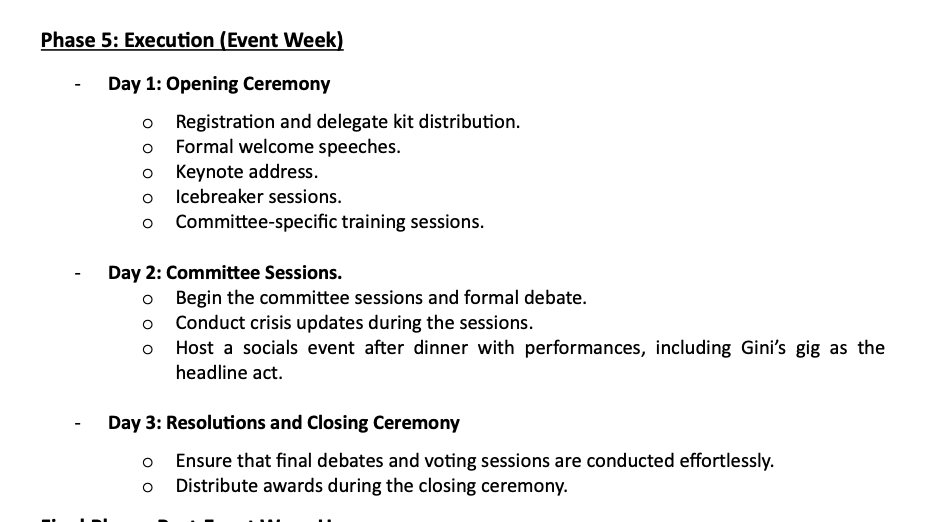 Phase 5: Execution (Event Week)
- Day 1: Opening Ceremony
o Registration and delegate kit distribution.
o Formal welcome speeches.
o Keynote address.
o Icebreaker sessions.
o Committee-specific training sessions.
- Day 2: Committee Sessions.
o Begin the committee sessions and formal debate.
o Conduct crisis updates during the sessions.
o Host a socials event after dinner with performances, including Gini’s gig as the
headline act.
- Day 3: Resolutions and Closing Ceremony
o Ensure that final debates and voting sessions are conducted effortlessly.
o Distribute awards during the closing ceremony.